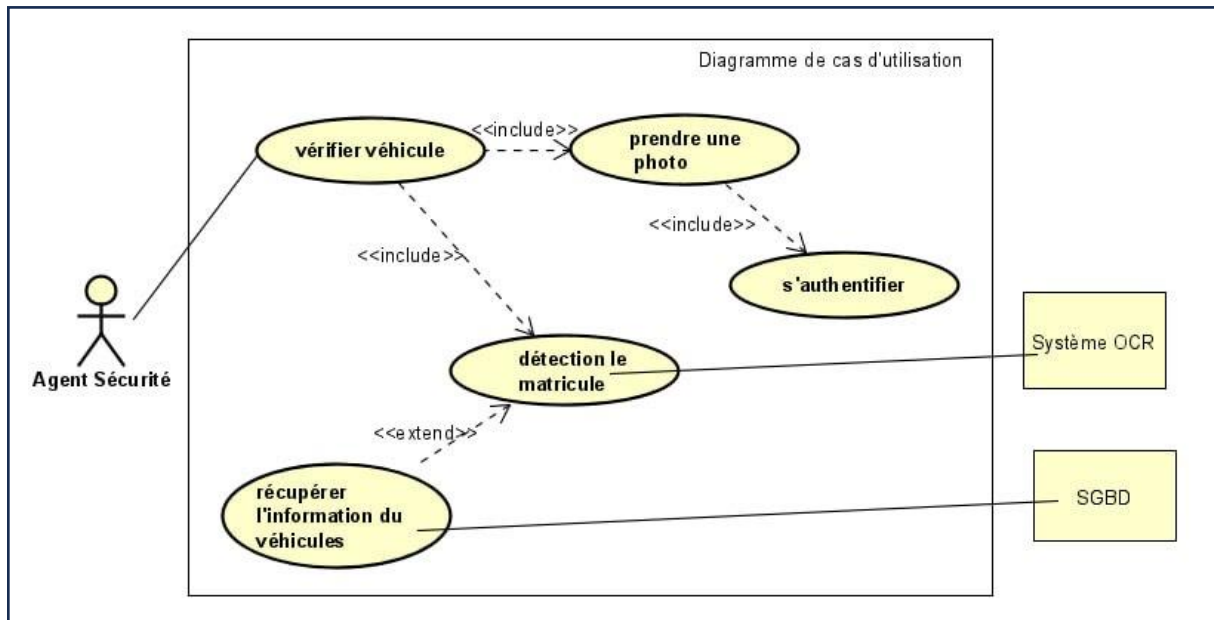 Diagramme de cas d'utilisation
vérifier véhicule
<<include>>
prendre une
photo
<<include>>
<<include>>
s'authentifier
Système OCR
détection le
matricule
Agent Sécurité
<<extend>>
récupérer
l'information du
véhicules
SGBD